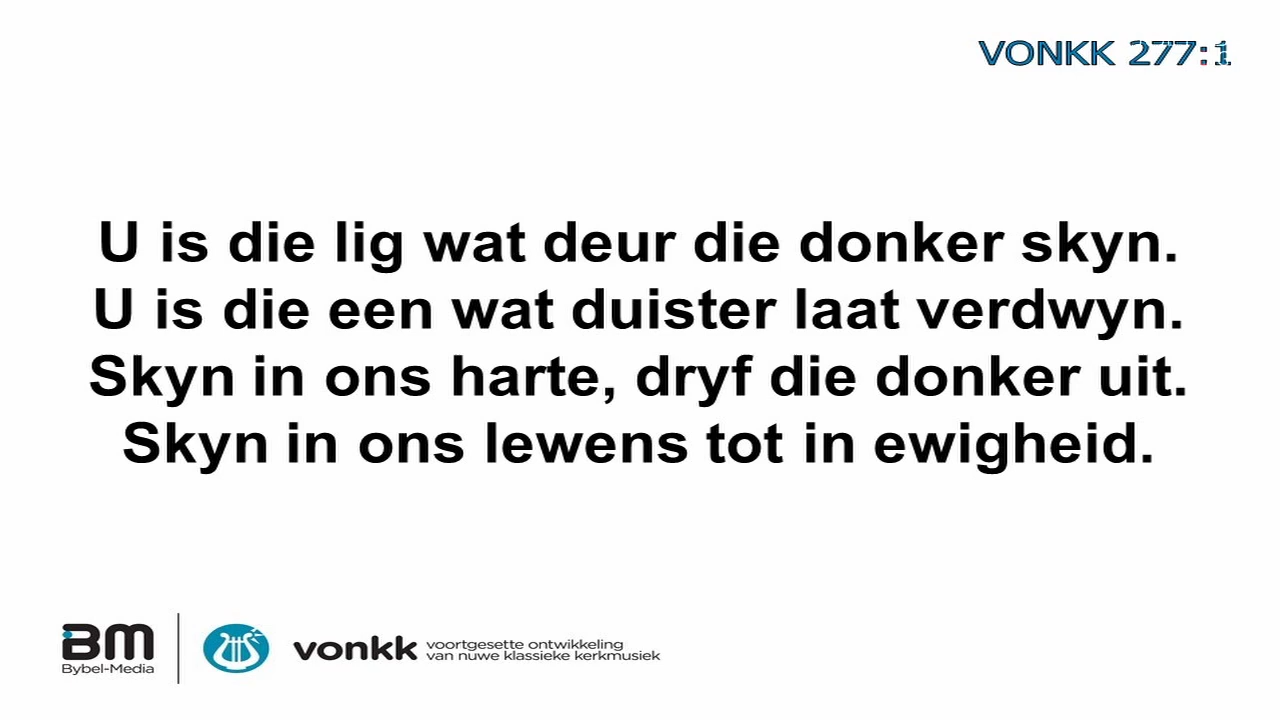 VONKK 277:1
U is die lig wat deur die donker skyn.
U is die een wat duister laat verdwyn.
Skyn in ons harte, dryf die donker uit.
Skyn in ons lewens tot in ewigheid.
BM
Bybel-Media
vonkk
voortgesette ontwikkeling
van nuwe klassieke kerkmusiek